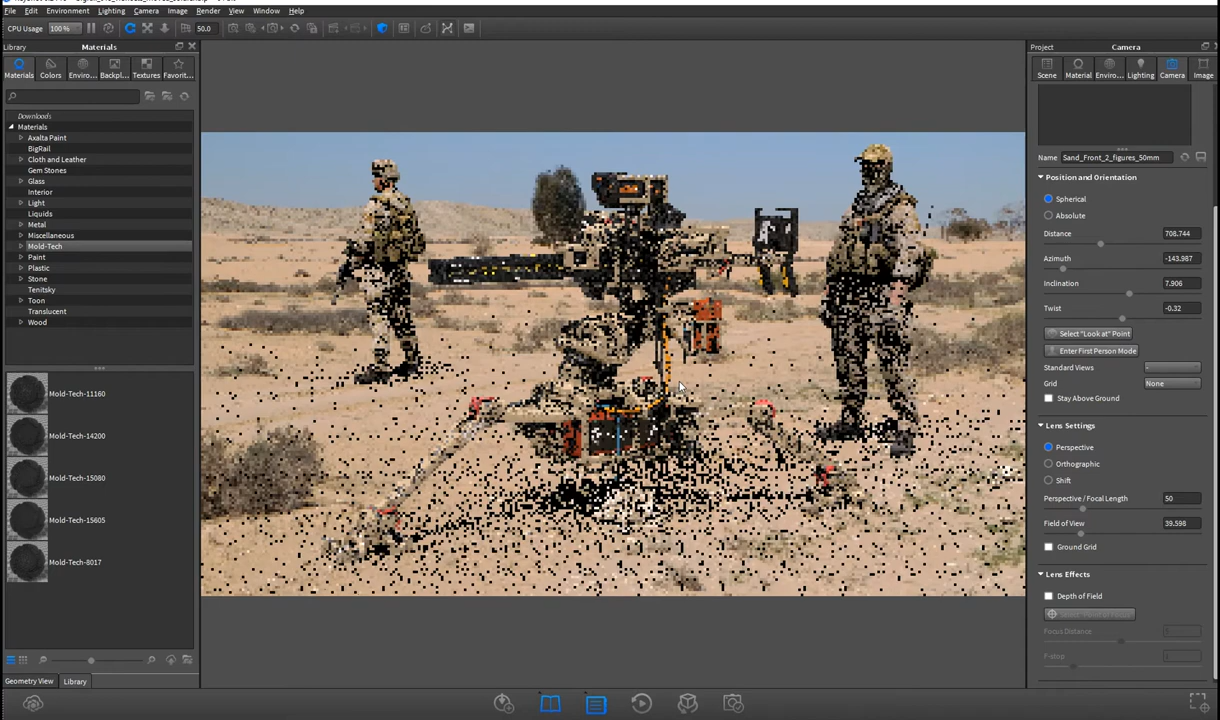 File Edit Environment Lighting Camera Image Render View Window Help
CPU Usage 100% 50.0
Library Materials
Materials Colors Enviro... Backpl... Textures Favorit...
Downloads
Materials
Axalta Paint
BigRail
Cloth and Leather
Gem Stones
Glass
Interior
Light
Liquids
Metal
Miscellaneous
Mold-Tech
Paint
Plastic
Stone
Tenitsky
Toon
Translucent
Wood
Mold-Tech-11160
Mold-Tech-14200
Mold-Tech-15080
Mold-Tech-15605
Mold-Tech-8017
Geometry View Library
Project Camera
Scene Material Enviro... Lighting Camera Image
Name Sand_Front_2_figures_50mm
Position and Orientation
Spherical
Absolute
Distance 708.744
Azimuth -143.987
Inclination 7.906
Twist -0.32
Select "Look at" Point
Enter First Person Mode
Standard Views -
Grid None
Stay Above Ground
Lens Settings
Perspective
Orthographic
Shift
Perspective / Focal Length 50
Field of View 39.598
Ground Grid
Lens Effects
Depth of Field
Focus Distance
F-stop